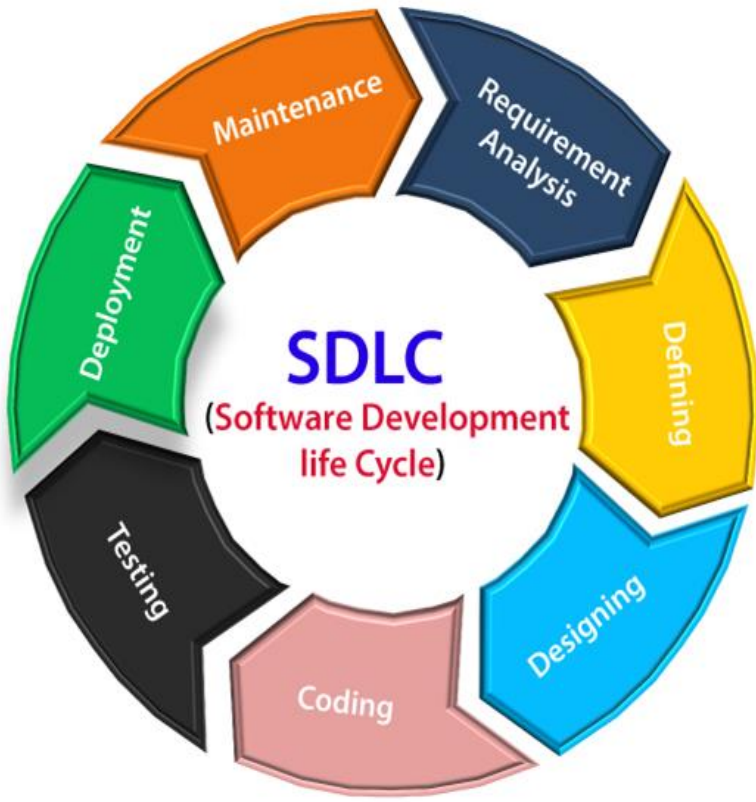 SDLC
(Software Development
life Cycle)
Requirement
Analysis
Defining
Designing
Coding
Testing
Deployment
Maintenance